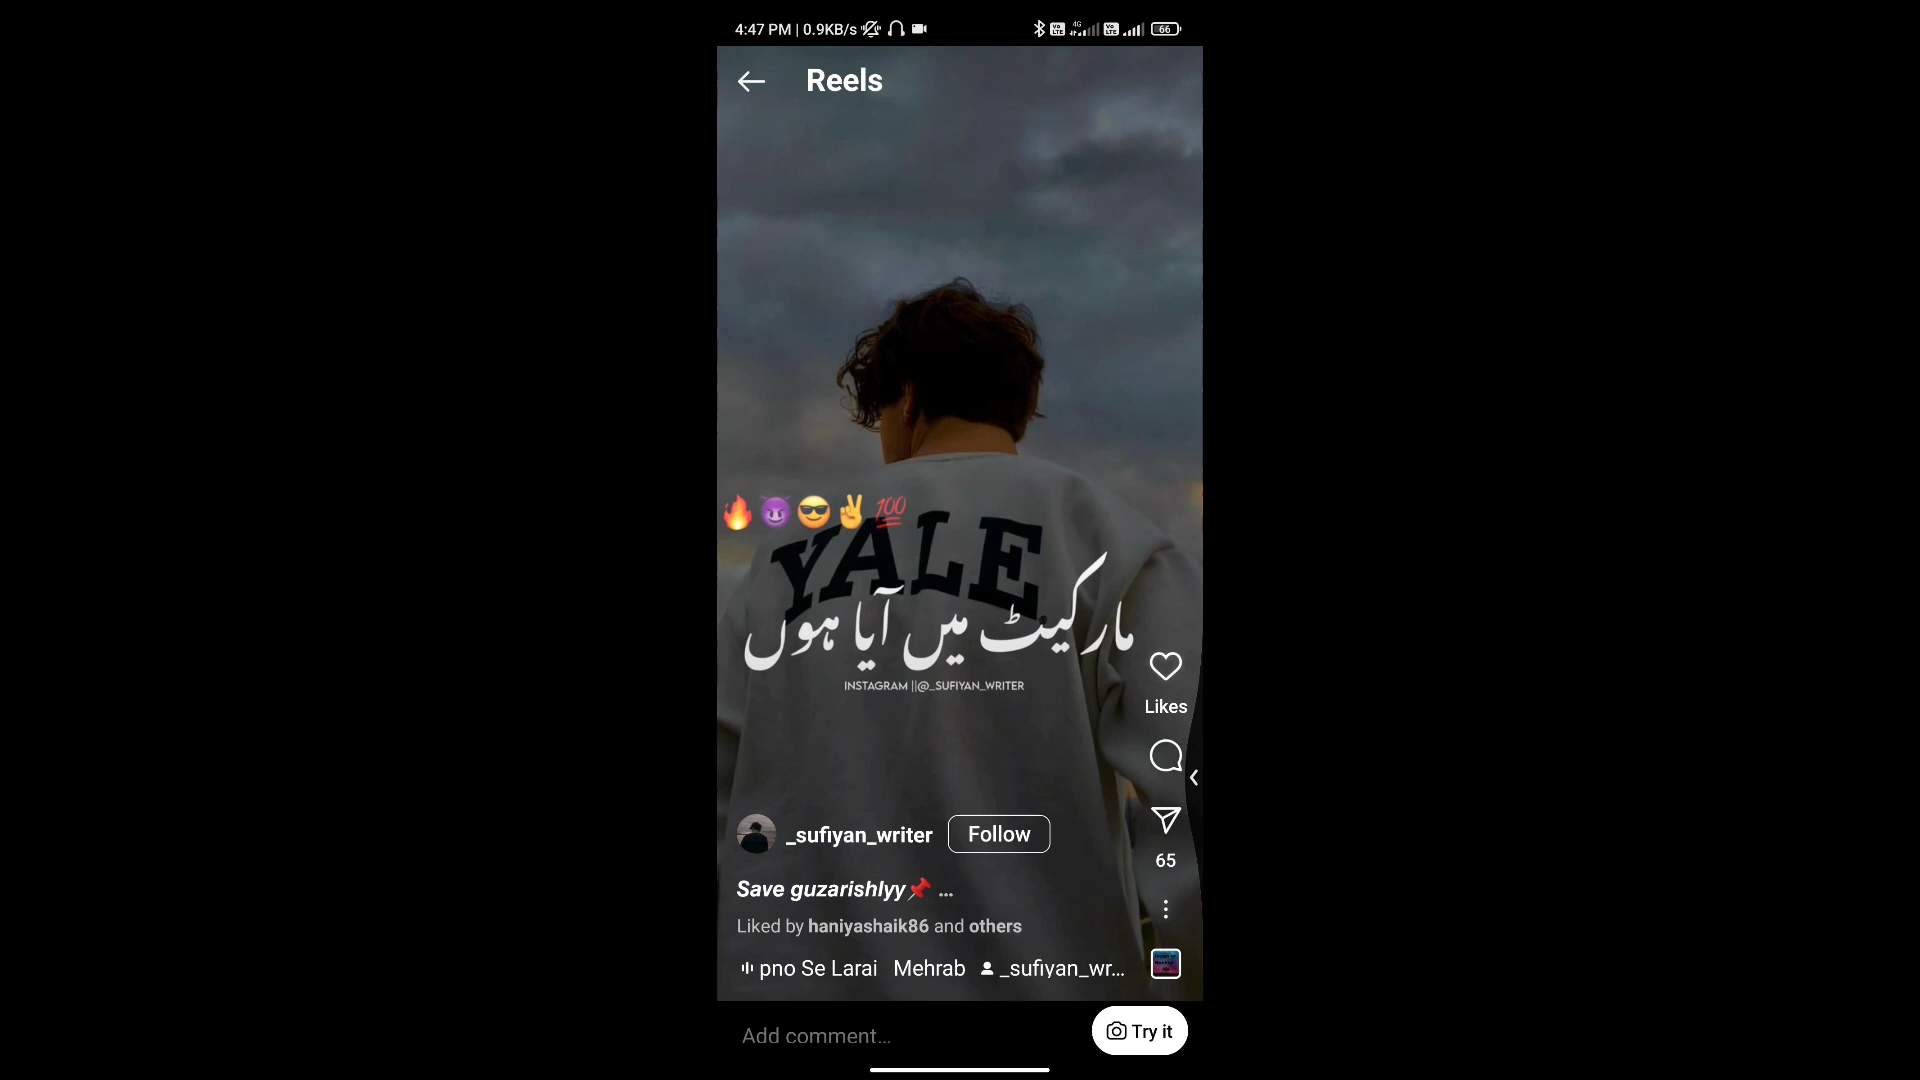 4:47 PM | 0.9KB/s
4G
66
Reels
YALE
مارکیٹ میں آیا ہوں
INSTAGRAM ||@_SUFIYAN_WRITER
Likes
_sufiyan_writer
Follow
65
Save guzarishlyy📌 ...
Liked by haniyashaik86 and others
pno Se Larai Mehrab _sufiyan_wr...
Add comment...
Try it